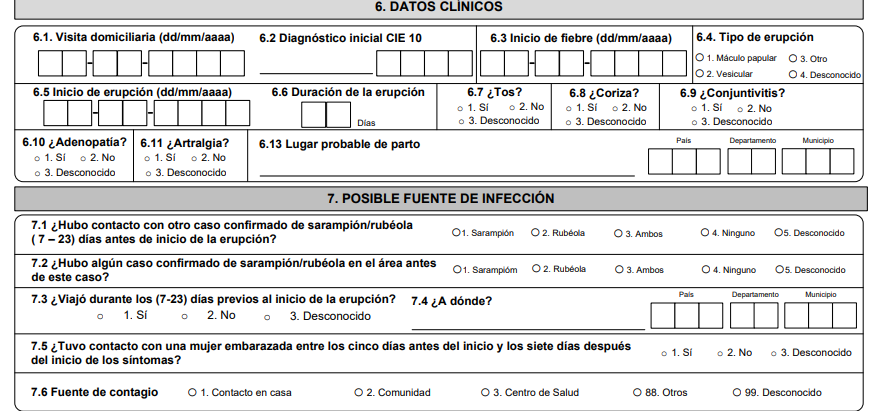 6. DATOS CLÍNICOS
6.1. Visita domiciliaria (dd/mm/aaaa) 6.2 Diagnóstico inicial CIE 10 6.3 Inicio de fiebre (dd/mm/aaaa) 6.4. Tipo de erupción
1. Máculo papular 3. Otro
2. Vesicular 4. Desconocido
6.5 Inicio de erupción (dd/mm/aaaa) 6.6 Duración de la erupción 6.7 ¿Tos? 6.8 ¿Coriza? 6.9 ¿Conjuntivitis?
1. Sí 2. No 1. Sí 2. No 1. Sí 2. No
Días 3. Desconocido 3. Desconocido 3. Desconocido
6.10 ¿Adenopatía? 6.11 ¿Artralgia? 6.13 Lugar probable de parto País Departamento Municipio
1. Sí 2. No 1. Sí 2. No
3. Desconocido 3. Desconocido
7. POSIBLE FUENTE DE INFECCIÓN
7.1 ¿Hubo contacto con otro caso confirmado de sarampión/rubéola
( 7 – 23) días antes de inicio de la erupción? 1. Sarampión 2. Rubéola 3. Ambos 4. Ninguno 5. Desconocido
7.2 ¿Hubo algún caso confirmado de sarampión/rubéola en el área antes
de este caso? 1. Sarampióm 2. Rubéola 3. Ambos 4. Ninguno 5. Desconocido
7.3 ¿Viajó durante los (7-23) días previos al inicio de la erupción? 7.4 ¿A dónde? País Departamento Municipio
1. Sí 2. No 3. Desconocido
7.5 ¿Tuvo contacto con una mujer embarazada entre los cinco días antes del inicio y los siete días después
del inicio de los síntomas? 1. Sí 2. No 3. Desconocido
7.6 Fuente de contagio 1. Contacto en casa 2. Comunidad 3. Centro de Salud 88. Otros 99. Desconocido